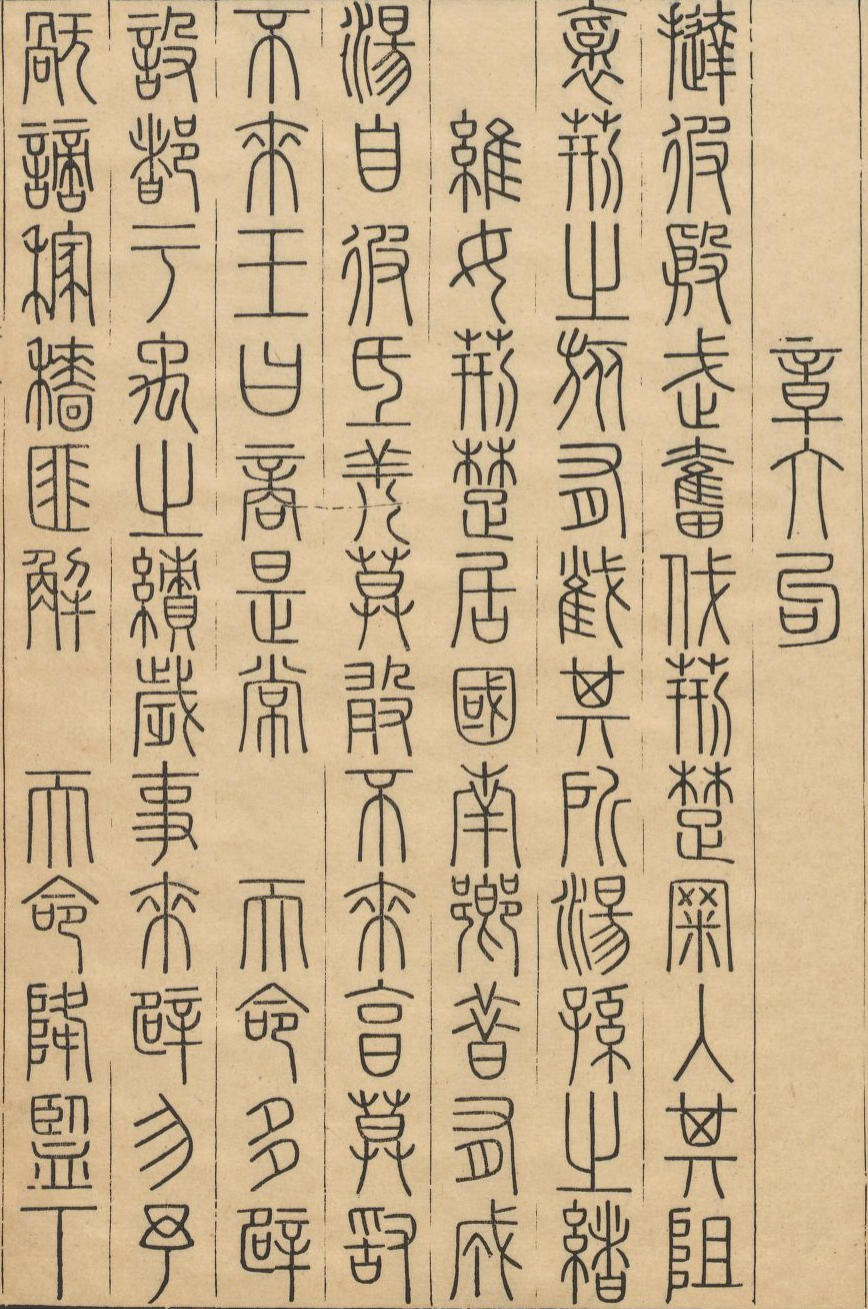 章六句
撻彼殷武奮伐荊楚罙入其阻
裒荊之旅有截其所湯孫之緒
維女荊楚居國南鄉昔有成
湯自彼氐羌莫敢不來享莫敢
不來王曰商是常 天命多辟
設都于禹之績歲事來辟勿予
旤謫稼穡匪解 天命降監下